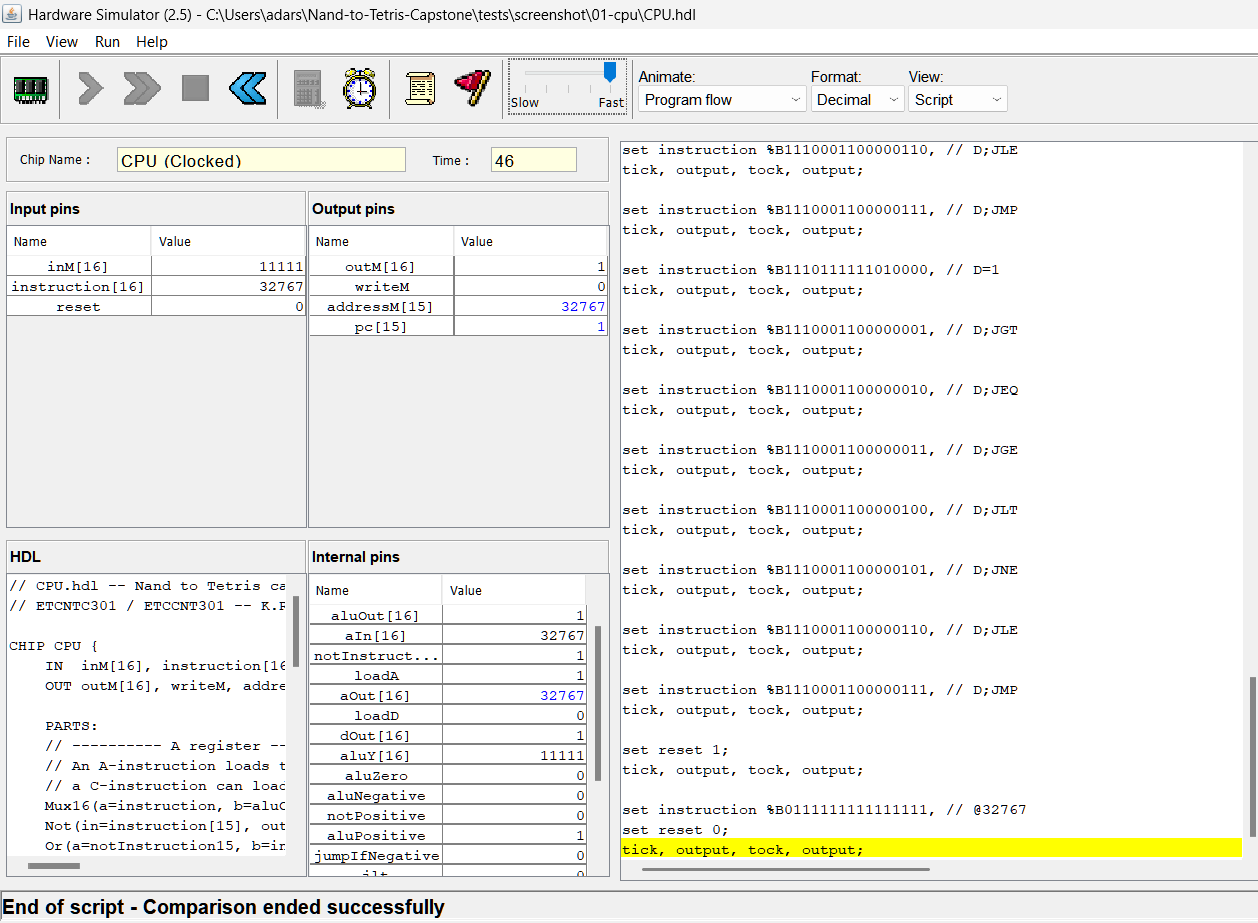 Hardware Simulator (2.5) - C:\Users\adars\Nand-to-Tetris-Capstone\tests\screenshot\01-cpu\CPU.hdl
File View Run Help
Slow Fast
Animate: Format: View:
Program flow Decimal Script
Chip Name : CPU (Clocked) Time : 46
Input pins
Name Value
inM[16] 11111
instruction[16] 32767
reset 0
Output pins
Name Value
outM[16] 1
writeM 0
addressM[15] 32767
pc[15] 1
HDL
// CPU.hdl -- Nand to Tetris ca
// ETCNTC301 / ETCCNT301 -- K.R
CHIP CPU {
IN inM[16], instruction[16
OUT outM[16], writeM, addre
PARTS:
// ---------- A register --
// An A-instruction loads t
// a C-instruction can load
Mux16(a=instruction, b=aluO
Not(in=instruction[15], out
Or(a=notInstruction15, b=in
Internal pins
Name Value
aluOut[16] 1
aIn[16] 32767
notInstruct... 1
loadA 1
aOut[16] 32767
loadD 0
dOut[16] 1
aluY[16] 11111
aluZero 0
aluNegative 0
notPositive 0
aluPositive 1
jumpIfNegative 0
set instruction %B1110001100000110, // D;JLE
tick, output, tock, output;
set instruction %B1110001100000111, // D;JMP
tick, output, tock, output;
set instruction %B1110111111010000, // D=1
tick, output, tock, output;
set instruction %B1110001100000001, // D;JGT
tick, output, tock, output;
set instruction %B1110001100000010, // D;JEQ
tick, output, tock, output;
set instruction %B1110001100000011, // D;JGE
tick, output, tock, output;
set instruction %B1110001100000100, // D;JLT
tick, output, tock, output;
set instruction %B1110001100000101, // D;JNE
tick, output, tock, output;
set instruction %B1110001100000110, // D;JLE
tick, output, tock, output;
set instruction %B1110001100000111, // D;JMP
tick, output, tock, output;
set reset 1;
tick, output, tock, output;
set instruction %B0111111111111111, // @32767
set reset 0;
tick, output, tock, output;
End of script - Comparison ended successfully